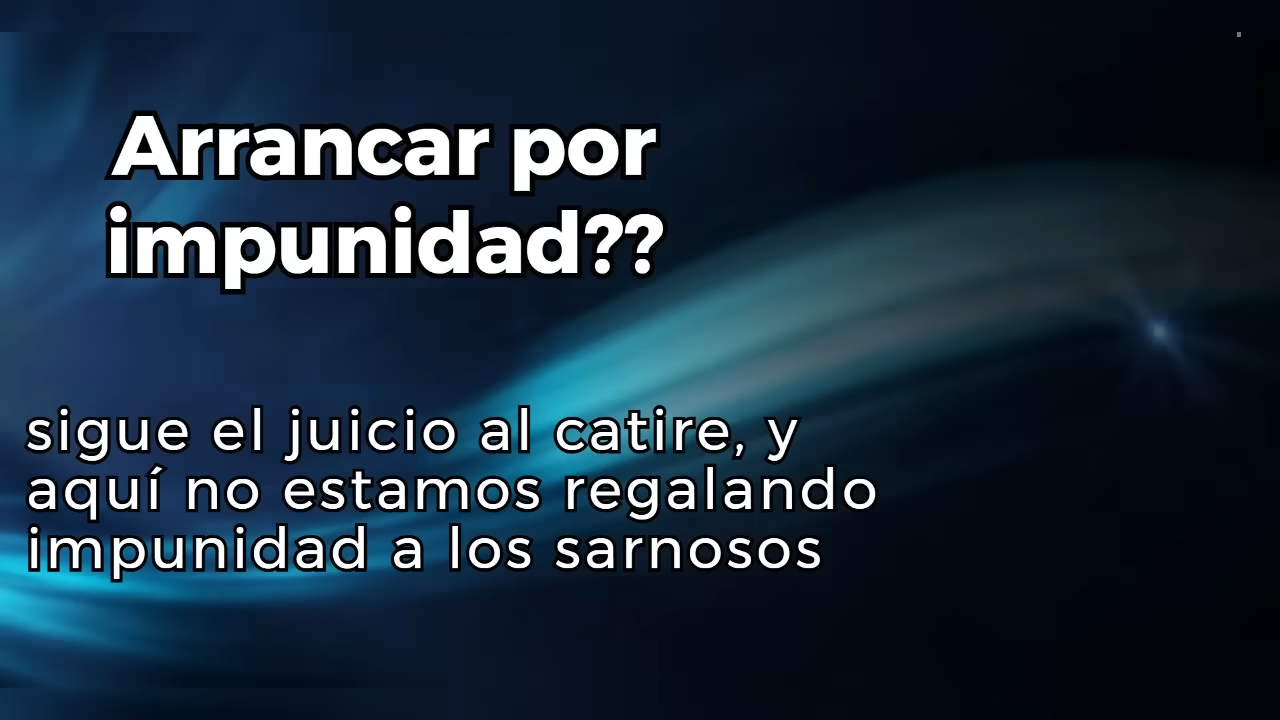 Arrancar por
impunidad??
sigue el juicio al catire, y
aquí no estamos regalando
impunidad a los sarnosos